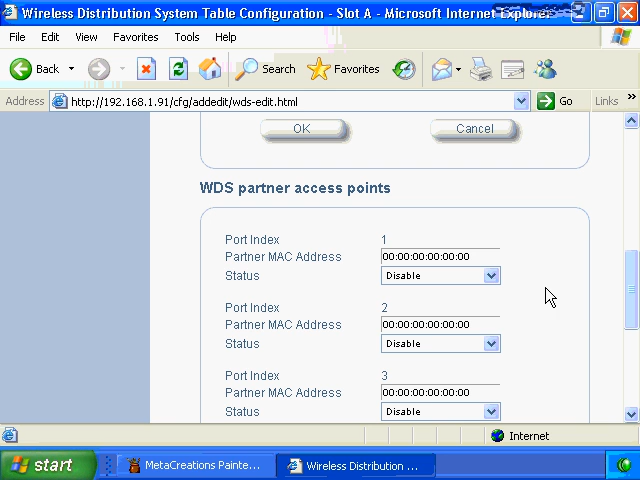 Wireless Distribution System Table Configuration - Slot A - Microsoft Internet Explorer
File Edit View Favorites Tools Help
Back Search Favorites
Address http://192.168.1.91/cfg/addedit/wds-edit.html Go Links »
OK Cancel
WDS partner access points
Port Index 1
Partner MAC Address 00:00:00:00:00:00
Status Disable
Port Index 2
Partner MAC Address 00:00:00:00:00:00
Status Disable
Port Index 3
Partner MAC Address 00:00:00:00:00:00
Status Disable
Internet
start MetaCreations Painte... Wireless Distribution ...